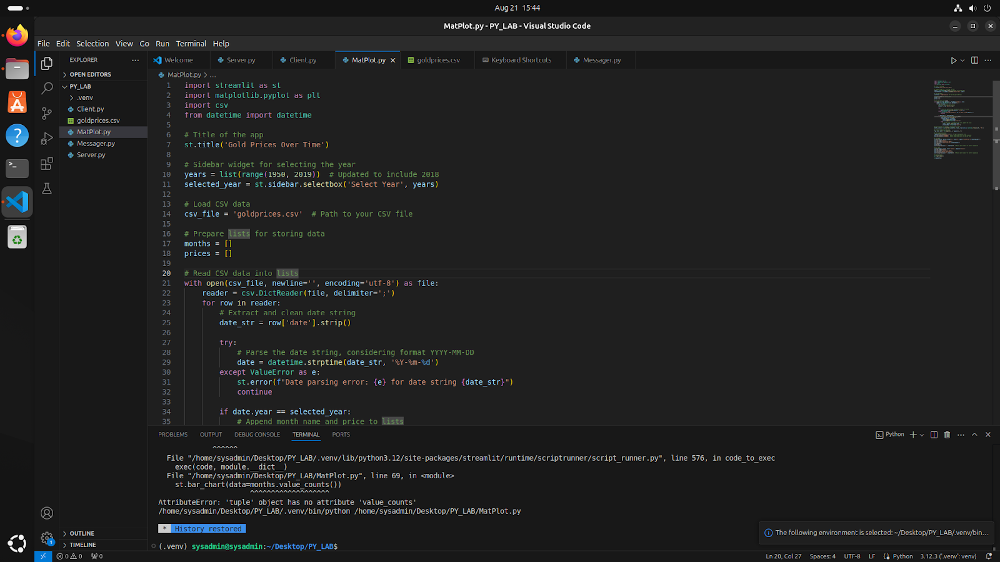 Aug 21 15:44
MatPlot.py - PY_LAB - Visual Studio Code
File Edit Selection View Go Run Terminal Help
EXPLORER
OPEN EDITORS
PY_LAB
.venv
Client.py
goldprices.csv
MatPlot.py
Messager.py
Server.py
OUTLINE
TIMELINE
Welcome Server.py Client.py MatPlot.py goldprices.csv Keyboard Shortcuts Messager.py
MatPlot.py > ...
1 import streamlit as st
2 import matplotlib.pyplot as plt
3 import csv
4 from datetime import datetime
5
6 # Title of the app
7 st.title('Gold Prices Over Time')
8
9 # Sidebar widget for selecting the year
10 years = list(range(1950, 2019))  # Updated to include 2018
11 selected_year = st.sidebar.selectbox('Select Year', years)
12
13 # Load CSV data
14 csv_file = 'goldprices.csv'  # Path to your CSV file
15
16 # Prepare lists for storing data
17 months = []
18 prices = []
19
20 # Read CSV data into lists
21 with open(csv_file, newline='', encoding='utf-8') as file:
22     reader = csv.DictReader(file, delimiter=';')
23     for row in reader:
24         # Extract and clean date string
25         date_str = row['date'].strip()
26
27         try:
28             # Parse the date string, considering format YYYY-MM-DD
29             date = datetime.strptime(date_str, '%Y-%m-%d')
30         except ValueError as e:
31             st.error(f"Date parsing error: {e} for date string {date_str}")
32             continue
33
34         if date.year == selected_year:
35             # Append month name and price to lists
PROBLEMS OUTPUT DEBUG CONSOLE TERMINAL PORTS
Python
^^^^^^
File "/home/sysadmin/Desktop/PY_LAB/.venv/lib/python3.12/site-packages/streamlit/runtime/scriptrunner/script_runner.py", line 576, in code_to_exec
exec(code, module.__dict__)
File "/home/sysadmin/Desktop/PY_LAB/MatPlot.py", line 69, in <module>
st.bar_chart(data=months.value_counts())
^^^^^^^^^^^^^^^^^^^
AttributeError: 'tuple' object has no attribute 'value_counts'
/home/sysadmin/Desktop/PY_LAB/.venv/bin/python /home/sysadmin/Desktop/PY_LAB/MatPlot.py
* History restored
(.venv) sysadmin@sysadmin:~/Desktop/PY_LAB$
The following environment is selected: ~/Desktop/PY_LAB/.venv/bin...
1
0 0 0 Ln 20, Col 27 Spaces: 4 UTF-8 LF Python 3.12.3 ('.venv': venv)